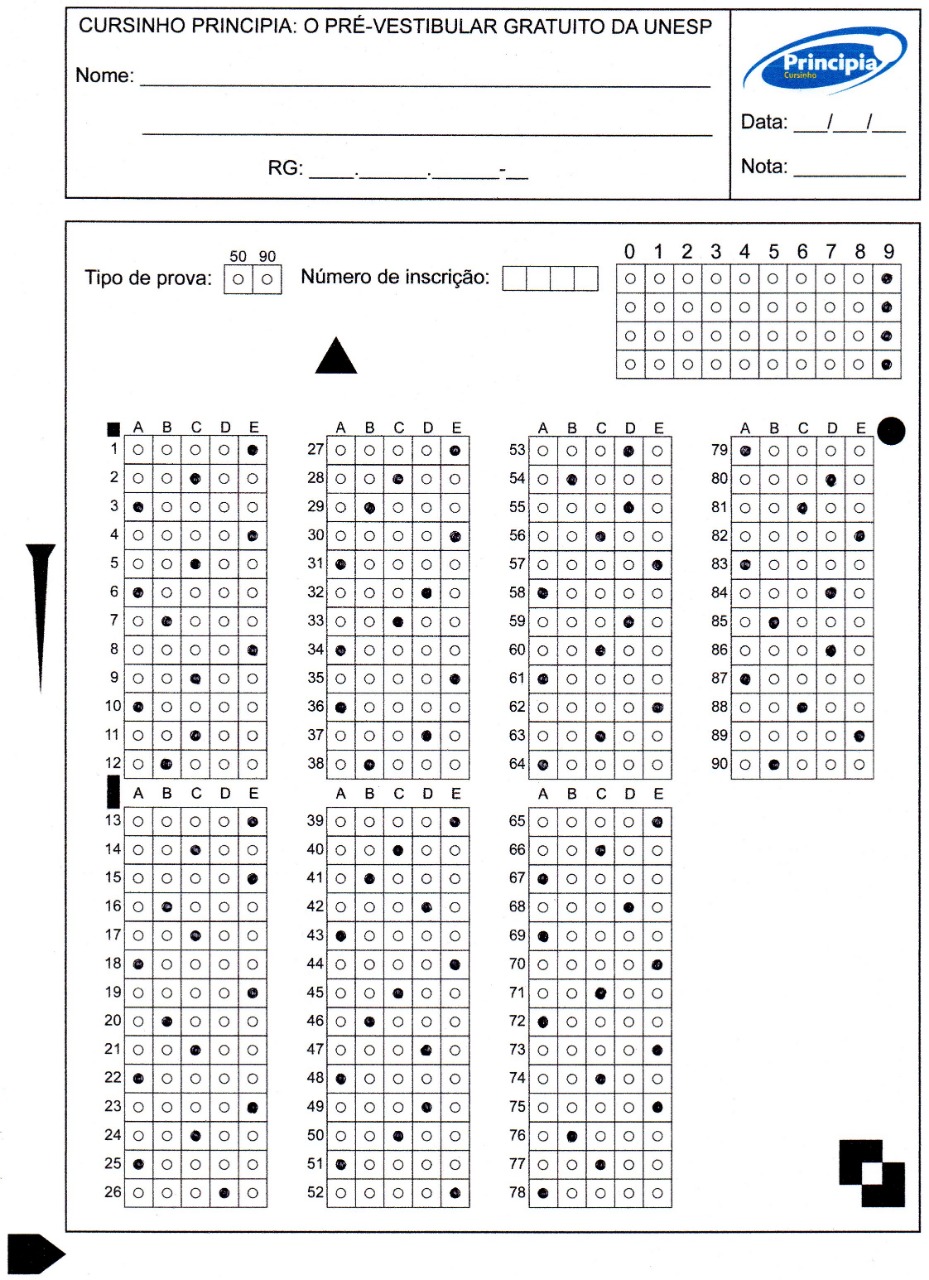 CURSINHO PRINCIPIA: O PRÉ-VESTIBULAR GRATUITO DA UNESP
Nome: ___
RG: ____.______.______-__
Principia
Cursinho
Data: ___/___/___
Nota: ___
50 90
Tipo de prova:
Número de inscrição:
0 1 2 3 4 5 6 7 8 9
A B C D E A B C D E A B C D E A B C D E
1 27 53 79
2 28 54 80
3 29 55 81
4 30 56 82
5 31 57 83
6 32 58 84
7 33 59 85
8 34 60 86
9 35 61 87
10 36 62 88
11 37 63 89
12 38 64 90
A B C D E A B C D E A B C D E
13 39 65
14 40 66
15 41 67
16 42 68
17 43 69
18 44 70
19 45 71
20 46 72
21 47 73
22 48 74
23 49 75
24 50 76
25 51 77
26 52 78